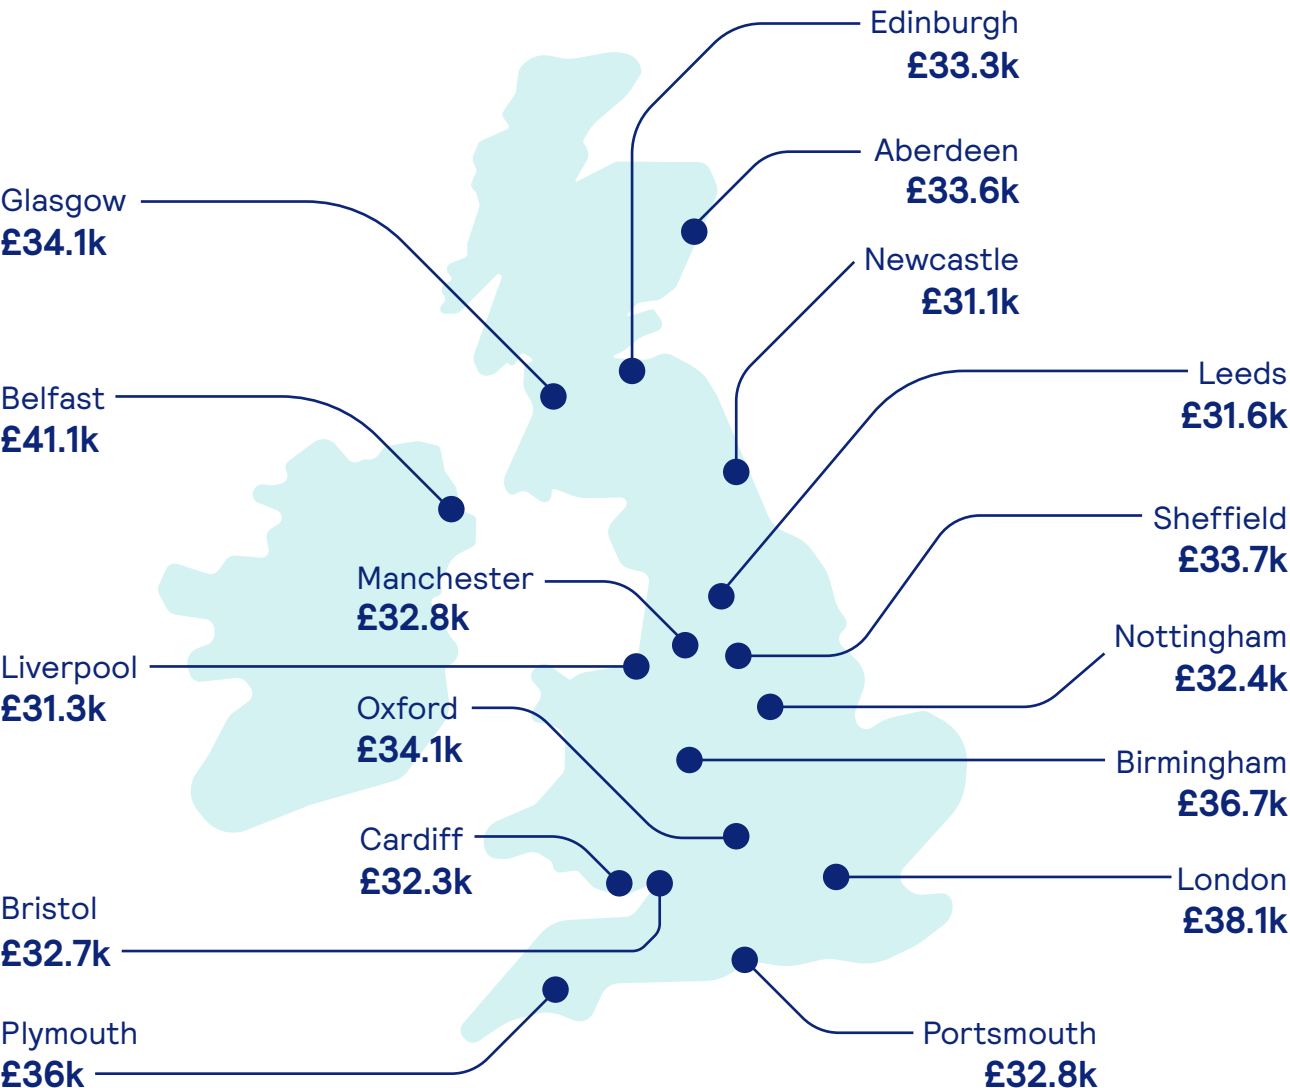 Edinburgh
£33.3k
Aberdeen
£33.6k
Glasgow
£34.1k
Newcastle
£31.1k
Leeds
£31.6k
Belfast
£41.1k
Sheffield
£33.7k
Manchester
£32.8k
Nottingham
£32.4k
Liverpool
£31.3k
Oxford
£34.1k
Birmingham
£36.7k
Cardiff
£32.3k
London
£38.1k
Bristol
£32.7k
Plymouth
£36k
Portsmouth
£32.8k